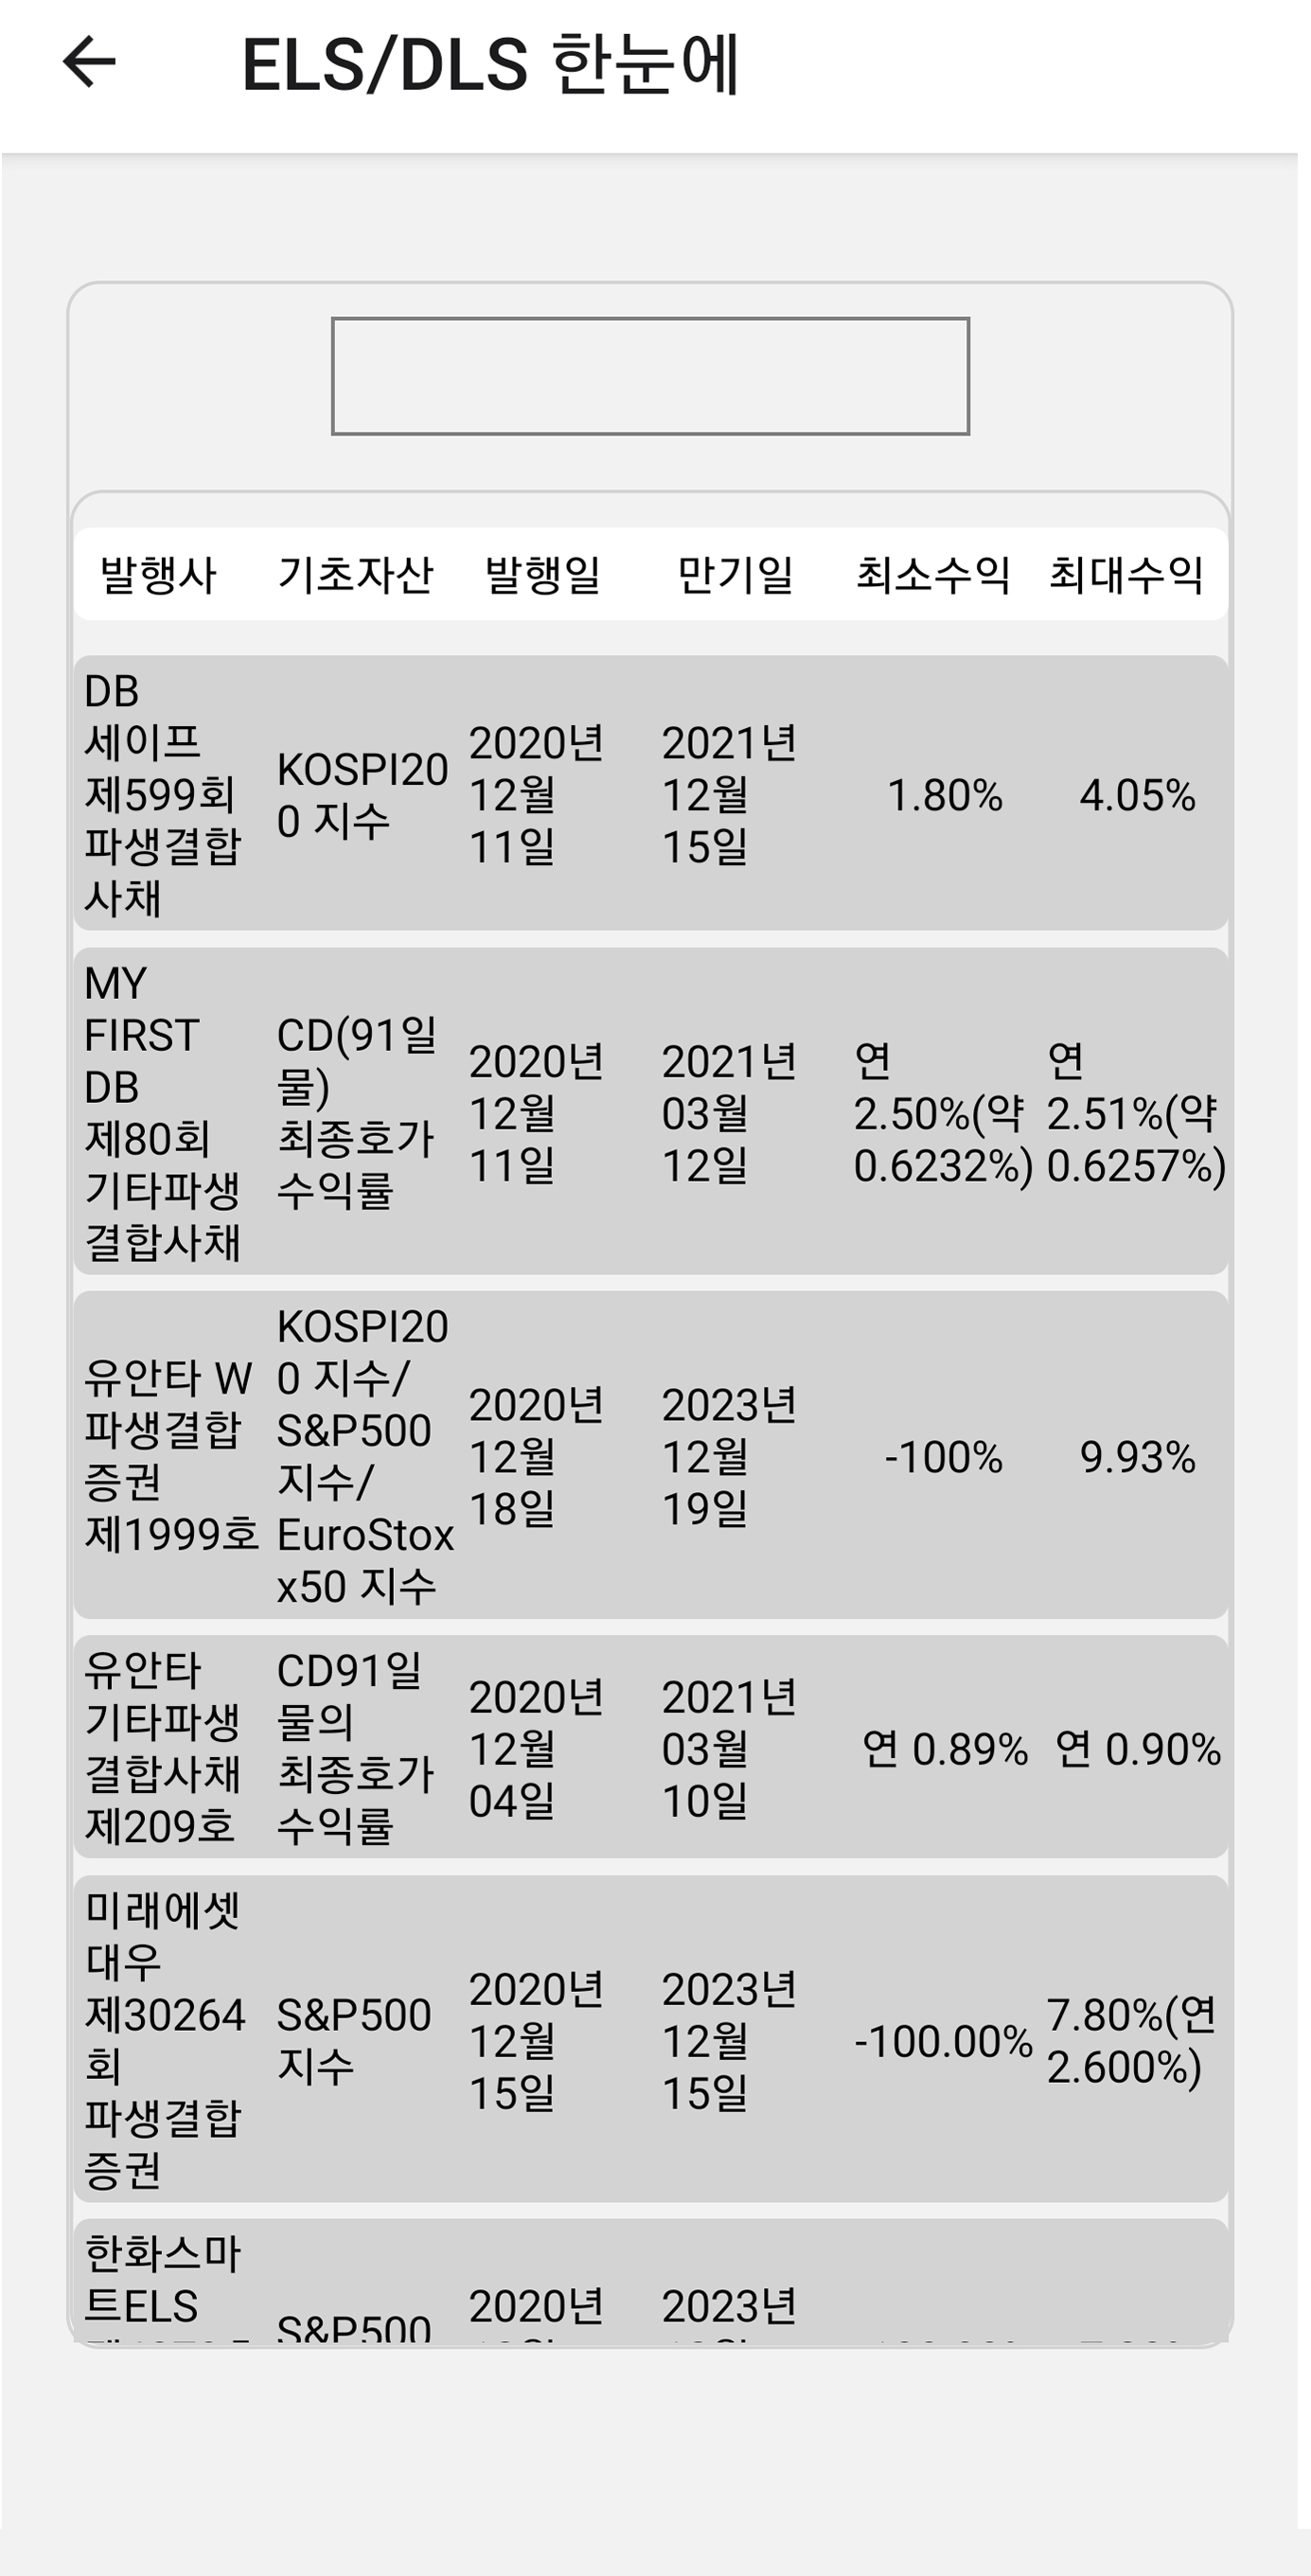 ELS/DLS 한눈에
발행사 기초자산 발행일 만기일 최소수익 최대수익
DB
세이프
제599회
파생결합
사채
KOSPI20
0 지수
2020년
12월
11일
2021년
12월
15일
1.80%
4.05%
MY
FIRST
DB
제80회
기타파생
결합사채
CD(91일
물)
최종호가
수익률
2020년
12월
11일
2021년
03월
12일
연
2.50%(약
0.6232%)
연
2.51%(약
0.6257%)
유안타 W
파생결합
증권
제1999호
KOSPI20
0 지수/
S&P500
지수/
EuroStox
x50 지수
2020년
12월
18일
2023년
12월
19일
-100%
9.93%
유안타
기타파생
결합사채
제209호
CD91일
물의
최종호가
수익률
2020년
12월
04일
2021년
03월
10일
연 0.89%
연 0.90%
미래에셋
대우
제30264
회
파생결합
증권
S&P500
지수
2020년
12월
15일
2023년
12월
15일
-100.00%
7.80%(연
2.600%)
한화스마
트ELS
S&P500
2020년
2023년